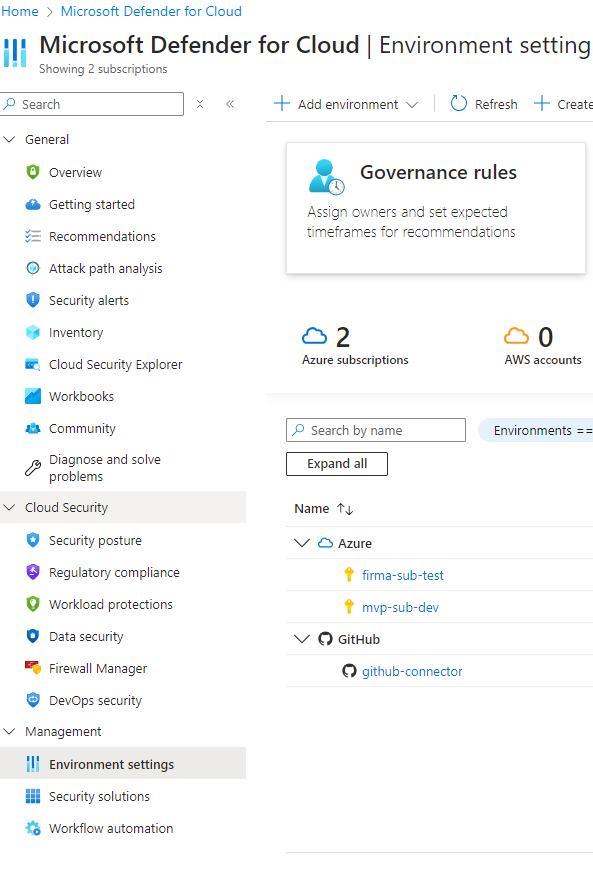 Home > Microsoft Defender for Cloud
Microsoft Defender for Cloud | Environment setting
Showing 2 subscriptions
Search
General
Overview
Getting started
Recommendations
Attack path analysis
Security alerts
Inventory
Cloud Security Explorer
Workbooks
Community
Diagnose and solve
problems
Cloud Security
Security posture
Regulatory compliance
Workload protections
Data security
Firewall Manager
DevOps security
Management
Environment settings
Security solutions
Workflow automation
Add environment
Refresh
Create
Governance rules
Assign owners and set expected
timeframes for recommendations
2
Azure subscriptions
0
AWS accounts
Search by name
Environments ==
Expand all
Name
Azure
firma-sub-test
mvp-sub-dev
GitHub
github-connector